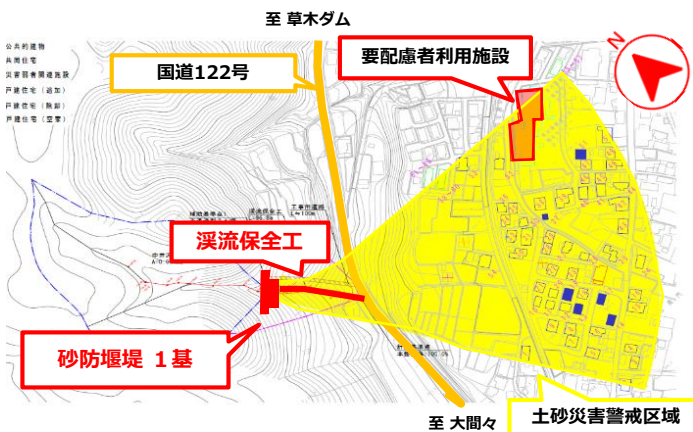 至 草木ダム
公共的建物
共同住宅
災害弱者関連施設
戸建住宅（追加）
戸建住宅（除却）
戸建住宅（空家）
国道122号
要配慮者利用施設
N
渓流保全工
砂防堰堤 1基
至 大間々
土砂災害警戒区域